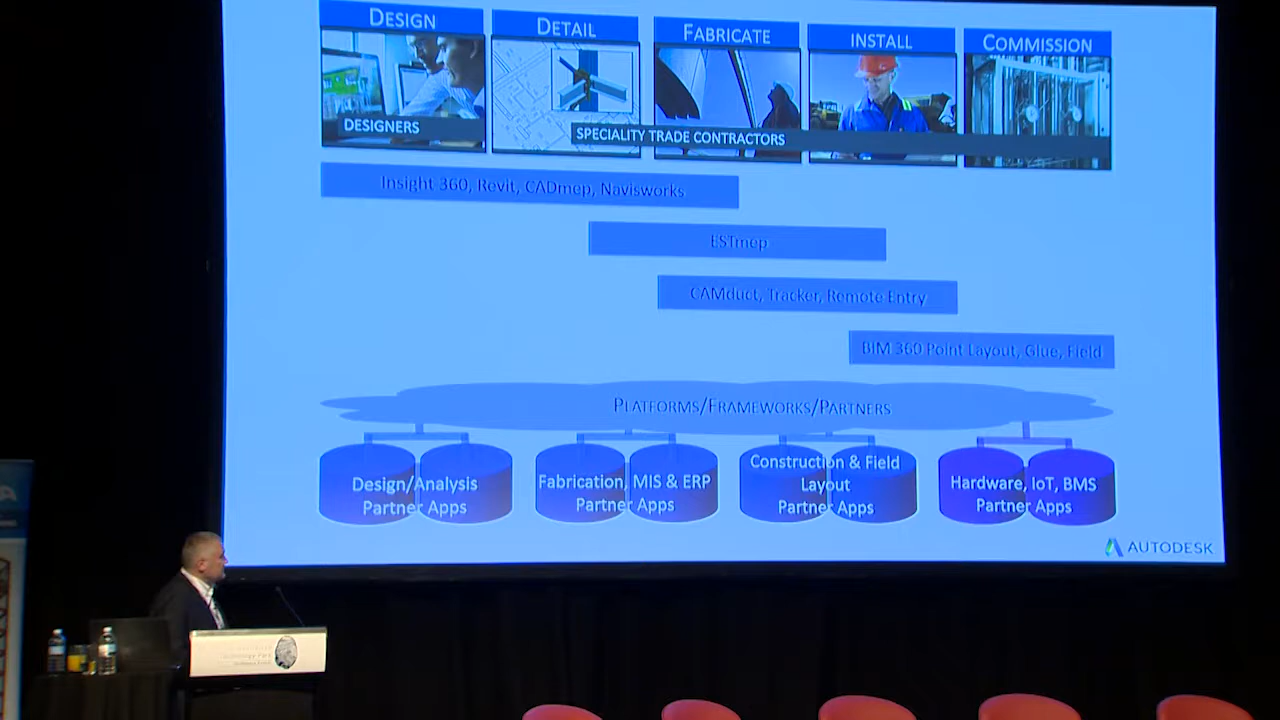 DESIGN
DETAIL
FABRICATE
INSTALL
COMMISSION
DESIGNERS
SPECIALITY TRADE CONTRACTORS
Insight 360, Revit, CADmep, Navisworks
ESTmep
CAMduct, Tracker, Remote Entry
BIM 360 Point Layout, Glue, Field
PLATFORMS/FRAMEWORKS/PARTNERS
Design/Analysis
Partner Apps
Fabrication, MIS & ERP
Partner Apps
Construction & Field
Layout
Partner Apps
Hardware, IoT, BMS
Partner Apps
AUTODESK
Technology Park